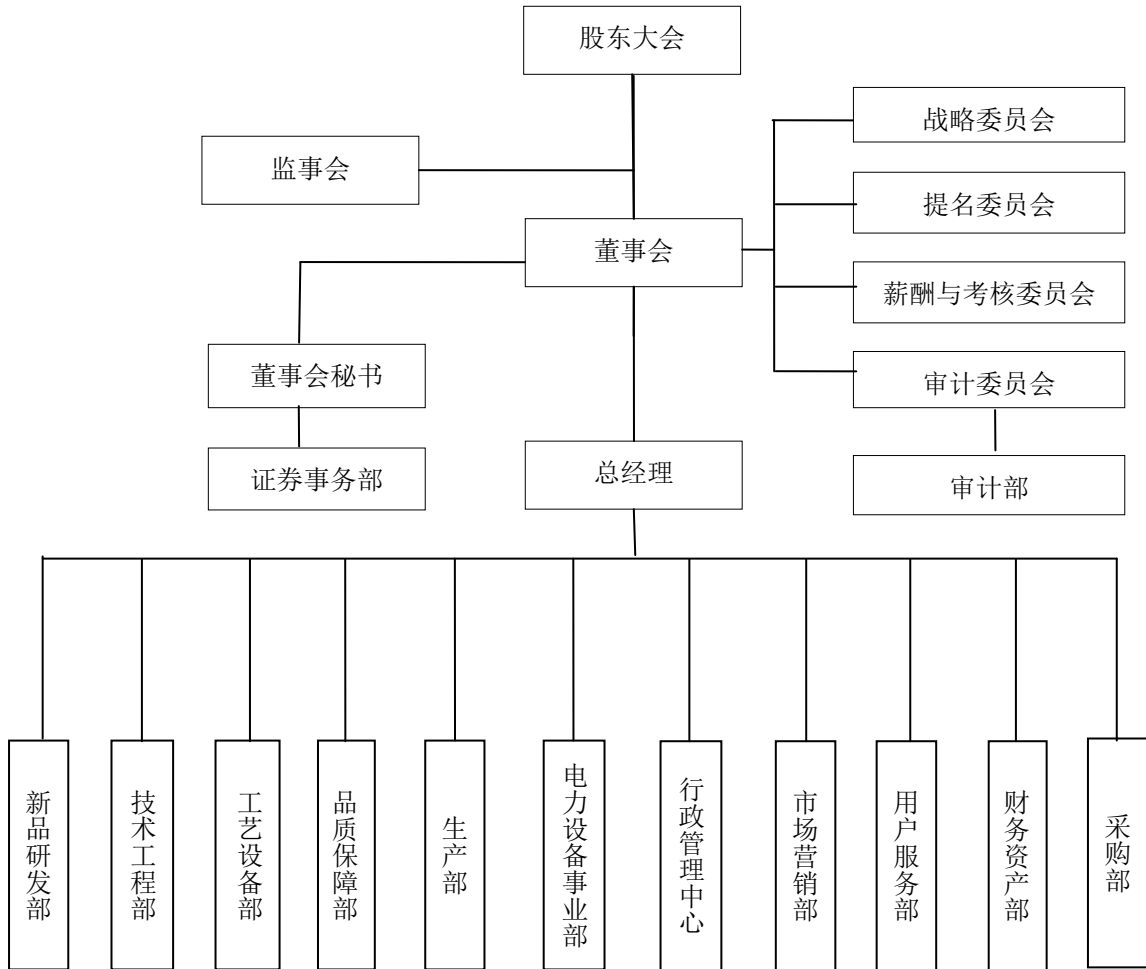 股东大会
战略委员会
监事会
提名委员会
董事会
薪酬与考核委员会
董事会秘书
审计委员会
证券事务部
总经理
审计部
新品研发部
技术工程部
工艺设备部
品质保障部
生产部
电力设备事业部
行政管理中心
市场营销部
用户服务部
财务资产部
采购部